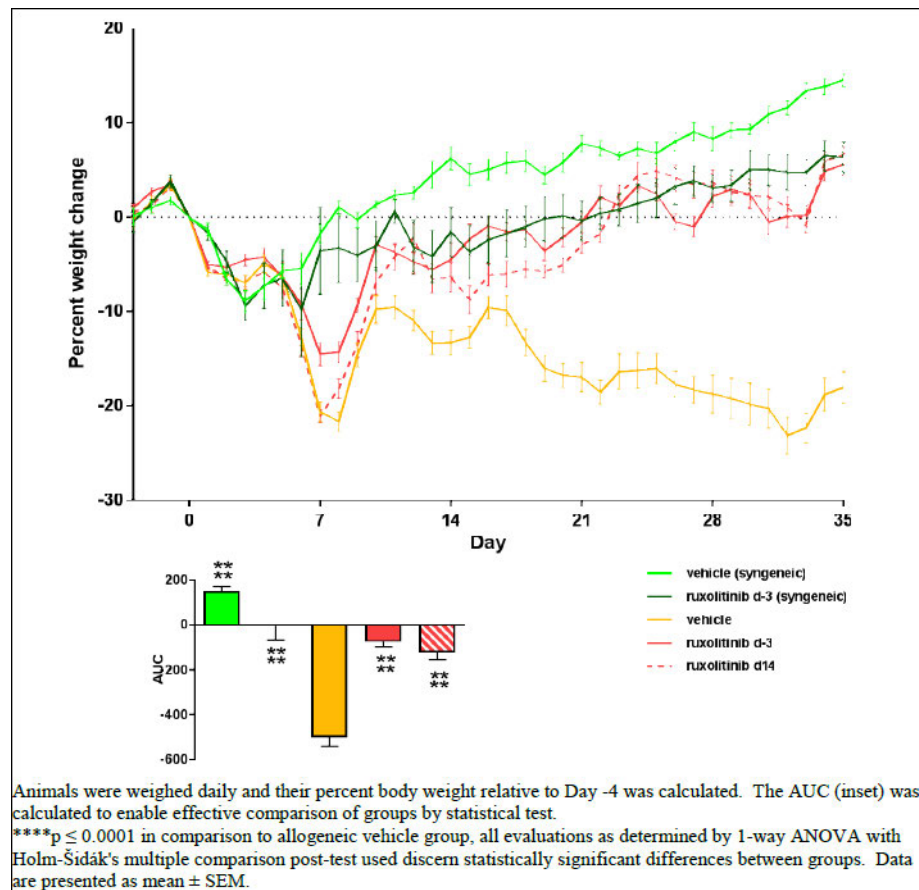 20
10
0
-10
-20
-30
Percent weight change
0 7 14 21 28 35
Day
200
0
-200
-400
-600
AUC
**
**
**
**
**
**
**
**
vehicle (syngeneic)
ruxolitinib d-3 (syngeneic)
vehicle
ruxolitinib d-3
ruxolitinib d14
Animals were weighed daily and their percent body weight relative to Day -4 was calculated. The AUC (inset) was
calculated to enable effective comparison of groups by statistical test.
****p ≤ 0.0001 in comparison to allogeneic vehicle group, all evaluations as determined by 1-way ANOVA with
Holm-Šidák's multiple comparison post-test used discern statistically significant differences between groups. Data
are presented as mean ± SEM.